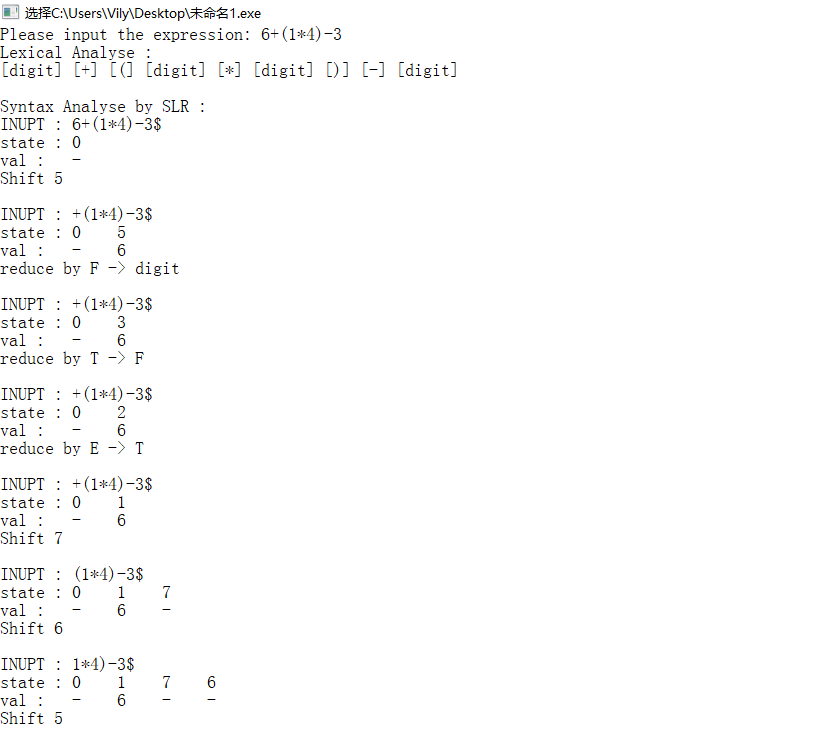 选择C:\Users\Vily\Desktop\未命名1.exe
Please input the expression: 6+(1*4)-3
Lexical Analyse :
[digit] [+] [(] [digit] [*] [digit] [)] [-] [digit]
Syntax Analyse by SLR :
INUPT : 6+(1*4)-3$
state : 0
val :   -
Shift 5
INUPT : +(1*4)-3$
state : 0    5
val :   -    6
reduce by F -> digit
INUPT : +(1*4)-3$
state : 0    3
val :   -    6
reduce by T -> F
INUPT : +(1*4)-3$
state : 0    2
val :   -    6
reduce by E -> T
INUPT : +(1*4)-3$
state : 0    1
val :   -    6
Shift 7
INUPT : (1*4)-3$
state : 0    1    7
val :   -    6    -
Shift 6
INUPT : 1*4)-3$
state : 0    1    7    6
val :   -    6    -    -
Shift 5